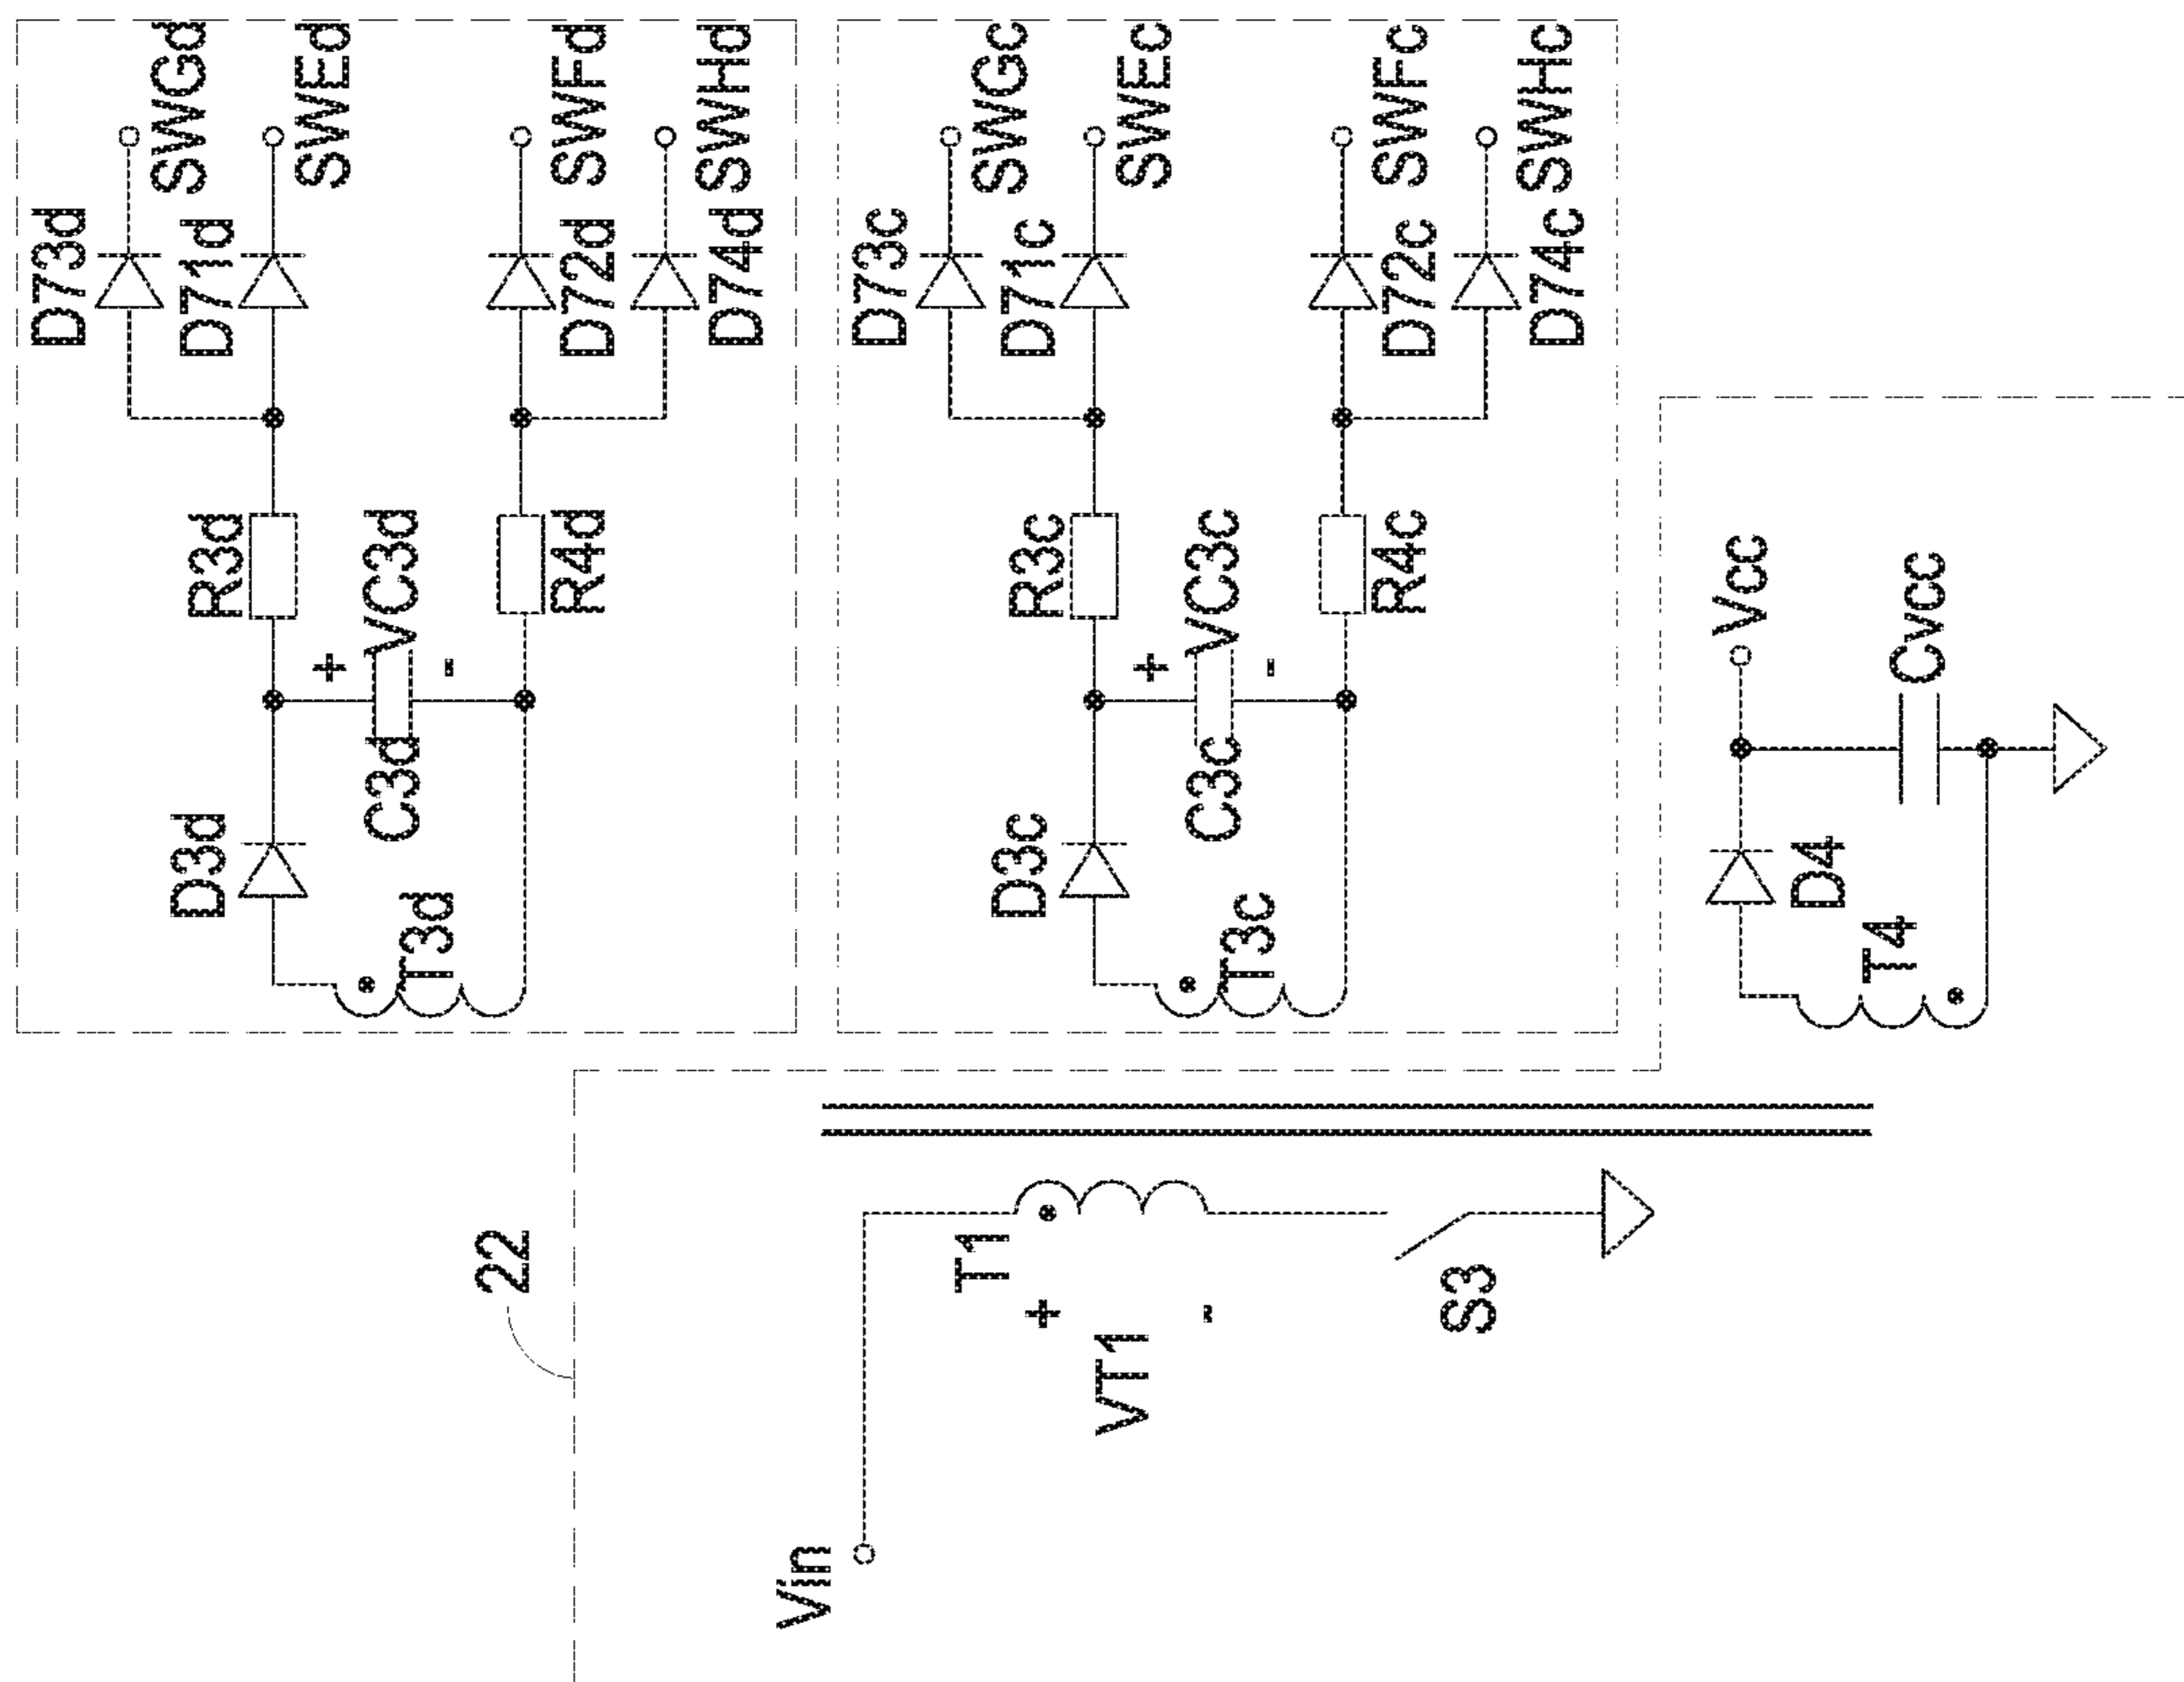 D73d
SWGd
D71d
SWEd
D72d
SWFd
D74d
SWHd
R3d
VC3d
+
-
R4d
C3d
D3d
T3d
D73c
SWGc
D71c
SWEc
D72c
SWFc
D74c
SWHc
R3c
VC3c
+
-
R4c
C3c
D3c
T3c
Vcc
Cvcc
D4
T4
22
T1
+
VT1
-
S3
Vin